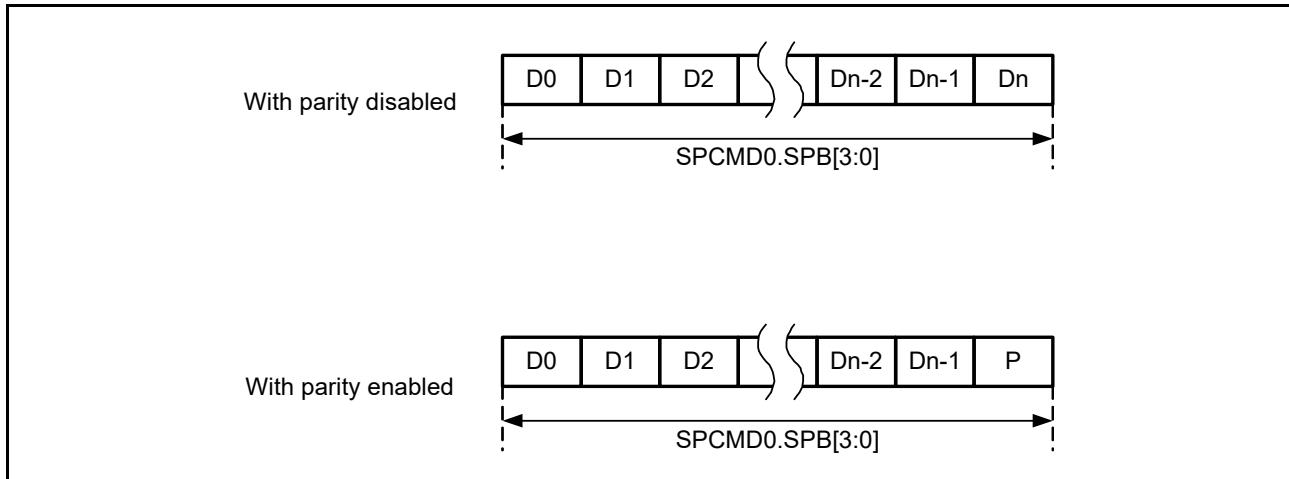 D0 D1 D2 Dn-2 Dn-1 Dn
With parity disabled
SPCMD0.SPB[3:0]
D0 D1 D2 Dn-2 Dn-1 P
With parity enabled
SPCMD0.SPB[3:0]